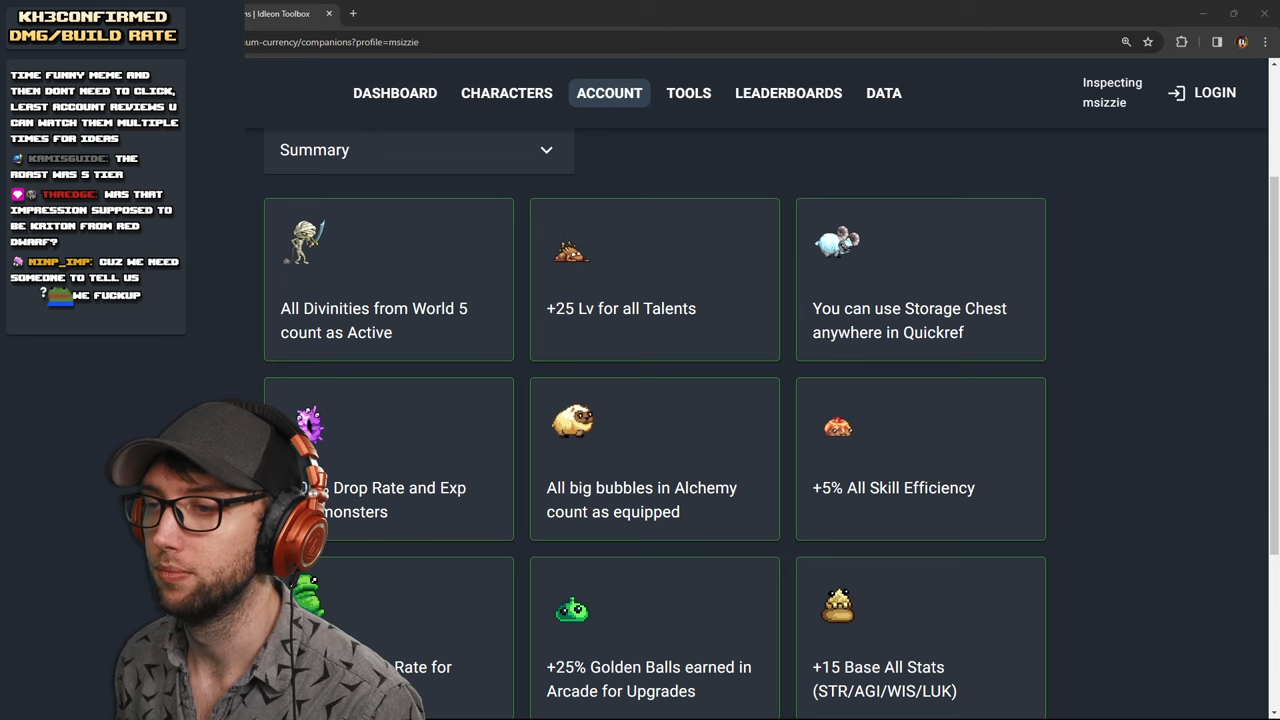 KH3CONFIRMED
DMG/BUILD RATE
TIME FUNNY MEME AND
THEN DONT NEED TO CLICK,
LEAST ACCOUNT REVIEWS U
CAN WATCH THEM MULTIPLE
TIMES FOR IDEAS
KAMISGUIDE: THE
ROAST WAS S TIER
THREDGE: WAS THAT
IMPRESSION SUPPOSED TO
BE KRITON FROM RED
DWARF?
NINP_IMP: CUZ WE NEED
SOMEONE TO TELL US
WE FUCKUP
ns | Idleon Toolbox
um-currency/companions?profile=msizzie
DASHBOARD
CHARACTERS
ACCOUNT
TOOLS
LEADERBOARDS
DATA
Inspecting
msizzie
LOGIN
Summary
All Divinities from World 5
count as Active
+25 Lv for all Talents
You can use Storage Chest
anywhere in Quickref
Drop Rate and Exp
monsters
All big bubbles in Alchemy
count as equipped
+5% All Skill Efficiency
Rate for
+25% Golden Balls earned in
Arcade for Upgrades
+15 Base All Stats
(STR/AGI/WIS/LUK)